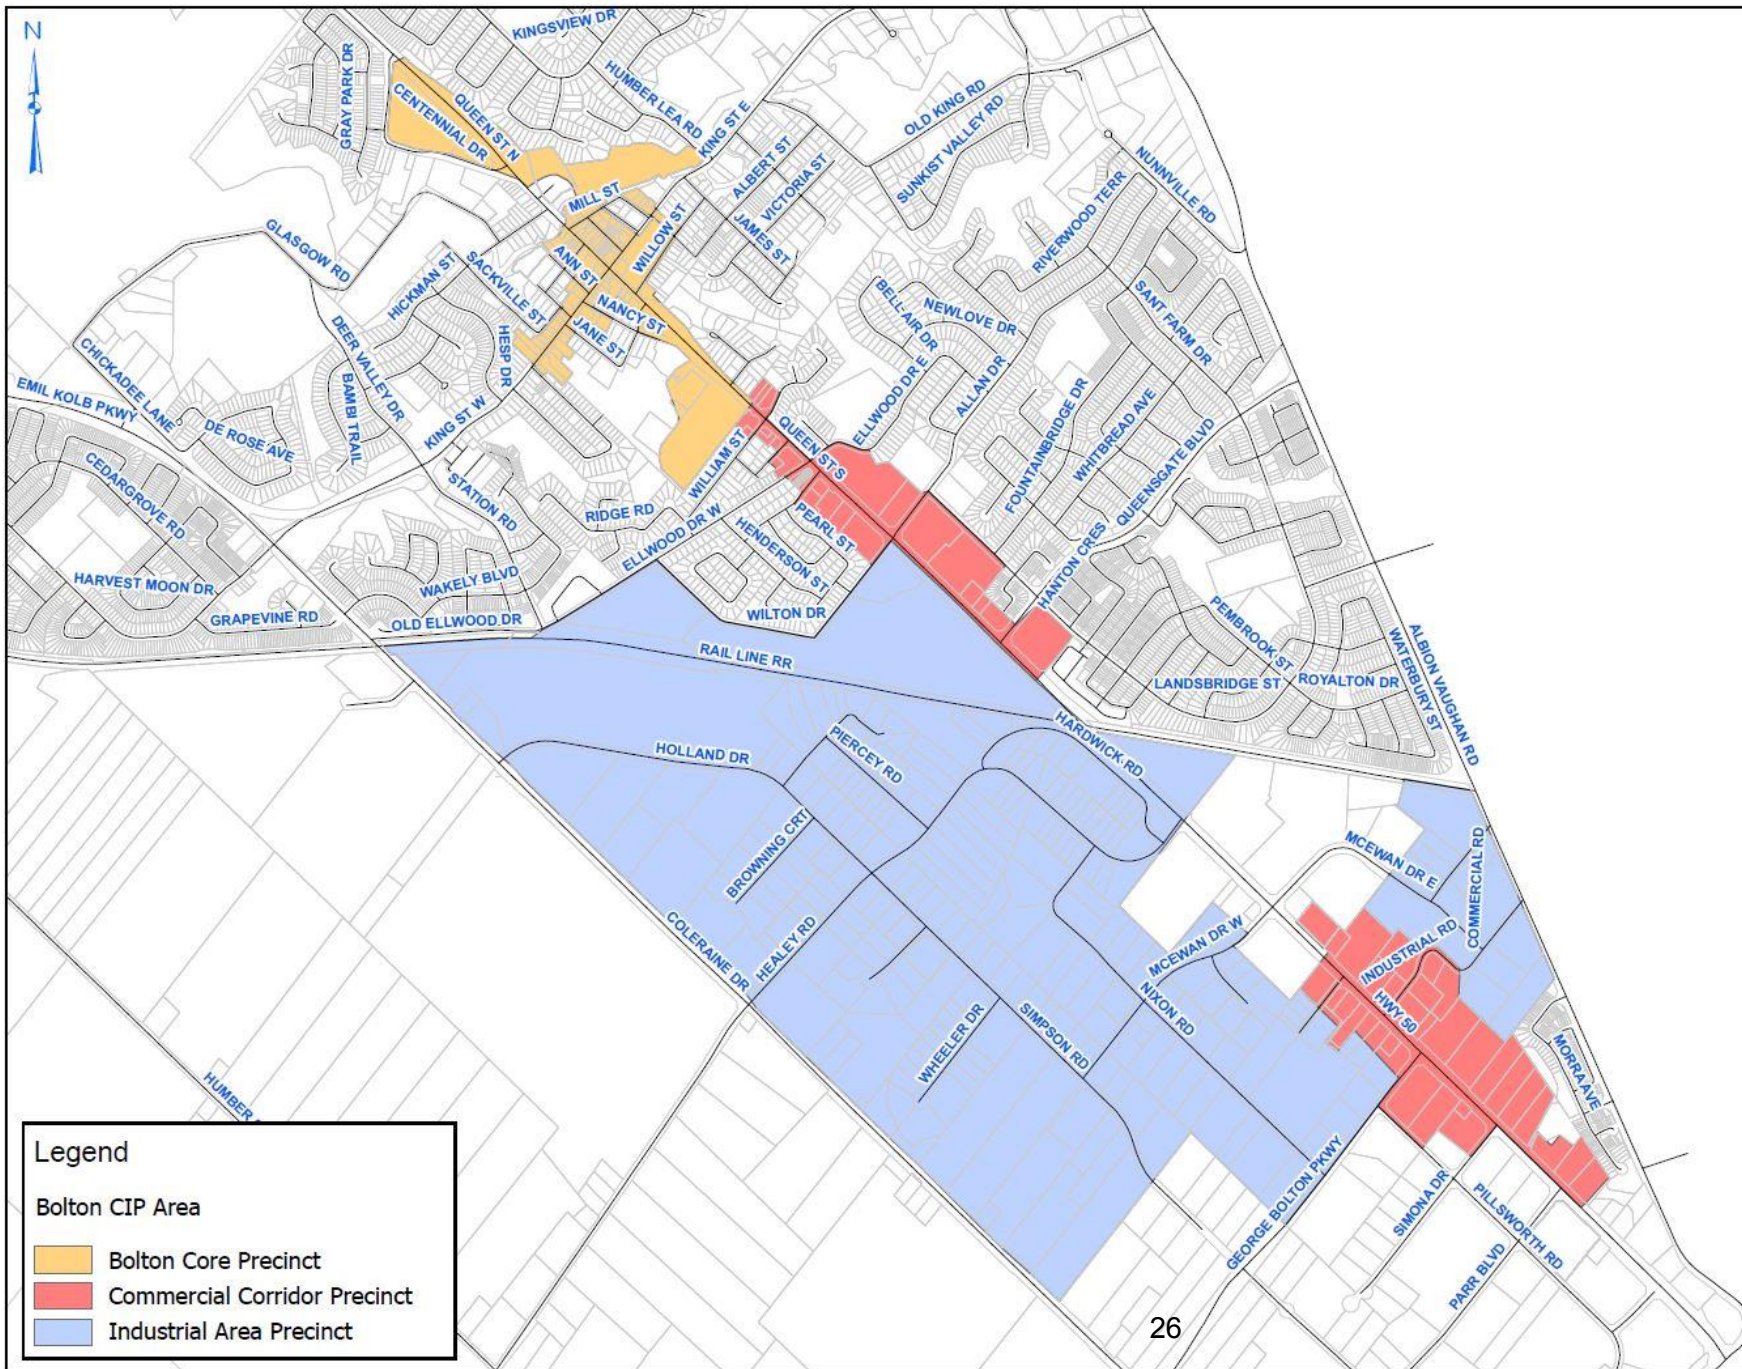 N
KINGSVIEW DR
GRAY PARK DR
CENTENNIAL DR
QUEEN ST N
HUMBER LEA RD
KING ST E
OLD KING RD
SUNKIST VALLEY RD
NUNNVILLE RD
ALBERT ST
VICTORIA ST
JAMES ST
MILL ST
WILLOW ST
RIVERWOOD TERR
GLASGOW RD
HICKMAN ST
SACKVILLE ST
ANN ST
NANCY ST
JANE ST
HESP DR
BELL AIR DR
NEWLOVE DR
SANT FARM DR
DEER VALLEY DR
BAMBI TRAIL
KING ST W
CHICKADEE LANE
EMIL KOLB PKWY
DE ROSE AVE
CEDARGROVE RD
ELLWOOD DR E
ALLAN DR
FOUNTAINBRIDGE DR
WHITBREAD AVE
QUEENSGATE BLVD
QUEEN ST S
WILLIAM ST
STATION RD
RIDGE RD
ELLWOOD DR W
PEARL ST
HENDERSON ST
HANTON CRES
HARVEST MOON DR
WAKELY BLVD
GRAPEVINE RD
OLD ELLWOOD DR
WILTON DR
PEMBROOK ST
ALBION VAUGHAN RD
WATERBURY ST
RAIL LINE RR
LANDSBRIDGE ST
ROYALTON DR
HARDWICK RD
HOLLAND DR
PIERCEY RD
BROWNING CRT
MCEWAN DR E
COMMERCIAL RD
COLERAINE DR
HEALEY RD
MCEWAN DR W
INDUSTRIAL RD
NIXON RD
HWY 50
WHEELER DR
SIMPSON RD
MORRA AVE
HUMBER
GEORGE BOLTON PKWY
SIMONA DR
PILLSWORTH RD
PARR BLVD
Legend
Bolton CIP Area
Bolton Core Precinct
Commercial Corridor Precinct
Industrial Area Precinct
26